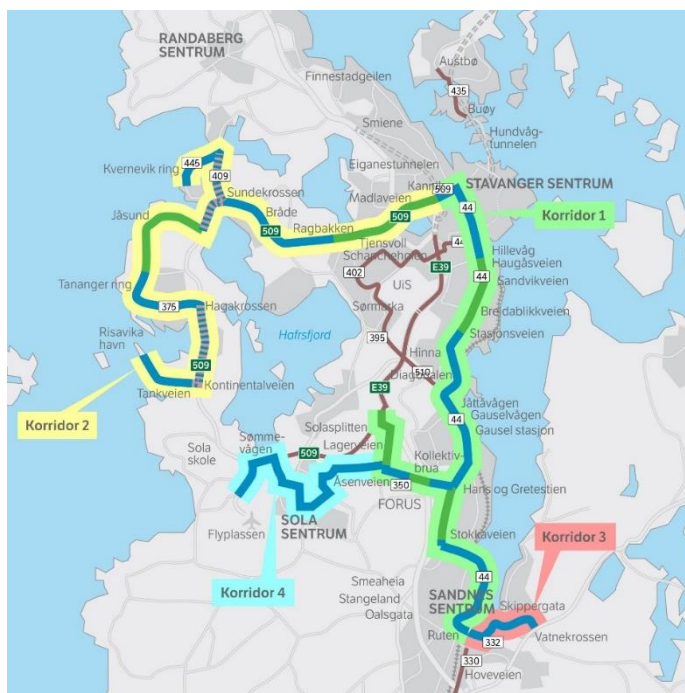 RANDABERG
SENTRUM
Finnestadgeilen
Austbø
435
Buøy
Smiene
Hundvåg-
tunnelen
Kvernevik ring
445
409
Eiganestunnelen
509
STAVANGER SENTRUM
Sundekrossen
Madlaveien
44
Korridor 1
Jåsund
Bråde
509
509
Ragbakken
Tjensvoll
44
Schancheholen
E39
Hillevåg
Haugåsveien
44
402
UiS
Sandvikveien
Tananger ring
375
Hagakrossen
Sørmarka
Breidablikkveien
Risavika
havn
Hafrsfjord
395
Stasjonsveien
Hinna
509
510
Diagonalen
Kontinentalveien
Tankveien
E39
Jåttåvågen
Korridor 2
44
Gauselvågen
Solasplitten
Gausel stasjon
Sola
skole
Sømme-
vågen
509
Lagerveien
Kollektiv-
brua
Åsenveien
350
Hans og Gretestien
FORUS
Flyplassen
SOLA
SENTRUM
Stokkaveien
Korridor 3
Korridor 4
Smeaheia
44
Stangeland
SANDNES
SENTRUM
Skippergata
Oalsgata
Ruten
332
Vatnekrossen
330
Hoveveien